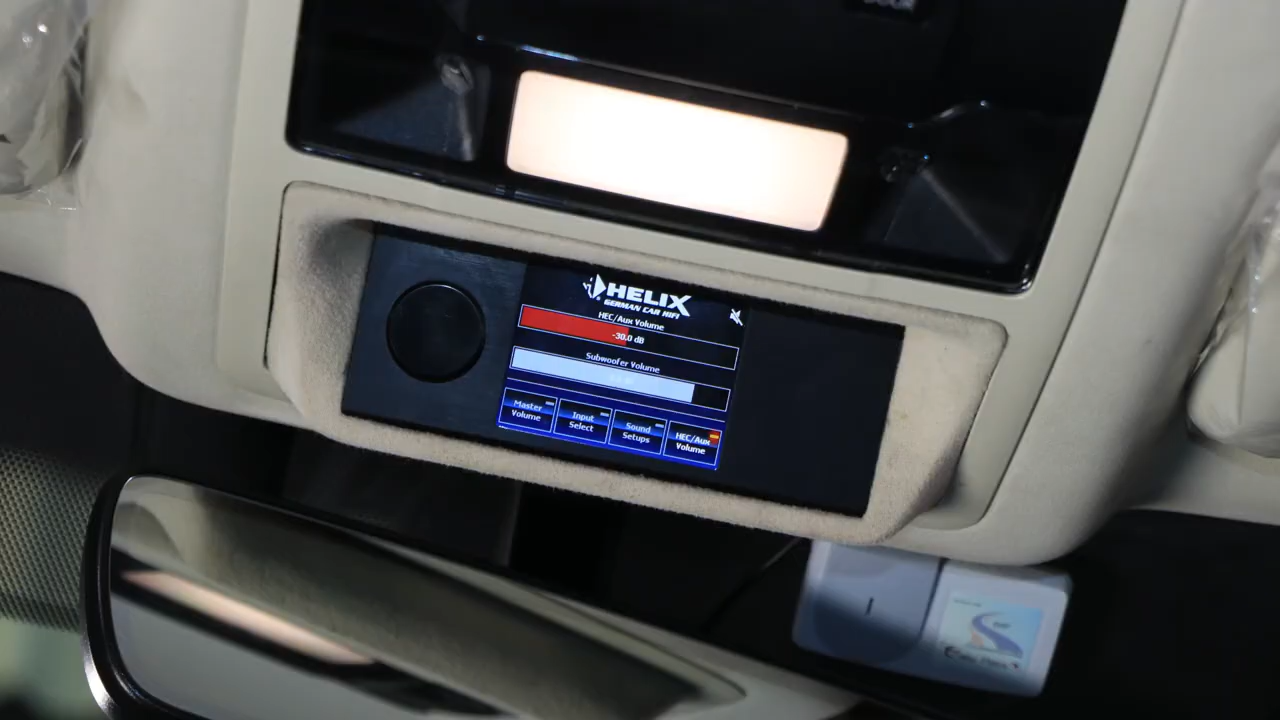 HELIX
GERMAN CAR HIFI
HEC/Aux Volume
-30.0 dB
Subwoofer Volume
Master Volume
Input Select
Sound Setups
HEC/Aux Volume